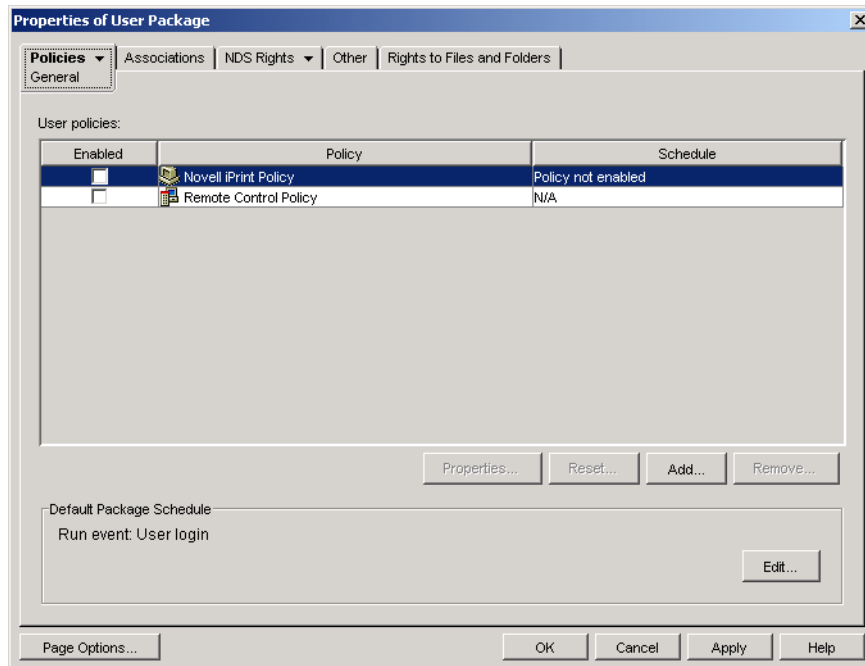 Properties of User Package
Policies Associations NDS Rights Other Rights to Files and Folders
General
User policies:
Enabled Policy Schedule
Novell iPrint Policy Policy not enabled
Remote Control Policy N/A
Properties... Reset... Add... Remove...
Default Package Schedule
Run event: User login
Edit...
Page Options... OK Cancel Apply Help